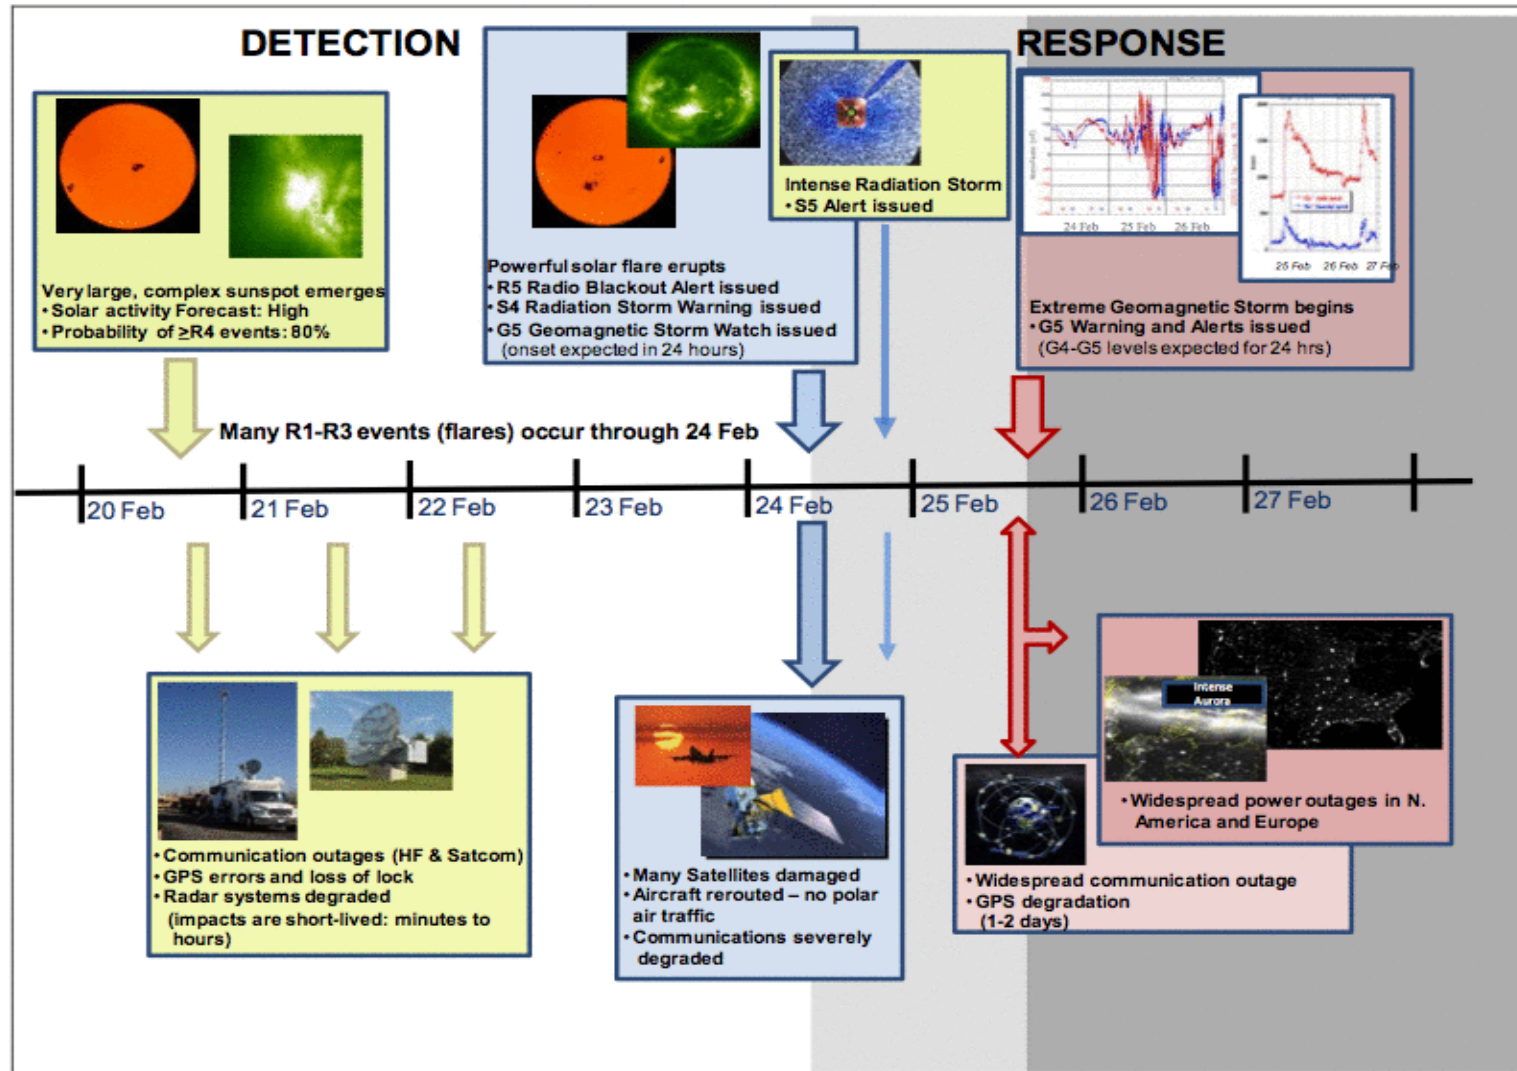 DETECTION
RESPONSE
Very large, complex sunspot emerges
• Solar activity Forecast: High
• Probability of ≥R4 events: 80%
Powerful solar flare erupts
• R5 Radio Blackout Alert issued
• S4 Radiation Storm Warning issued
• G5 Geomagnetic Storm Watch issued
(onset expected in 24 hours)
Intense Radiation Storm
• S5 Alert issued
24 Feb 25 Feb 26 Feb
26 Feb 27 Feb
Extreme Geomagnetic Storm begins
• G5 Warning and Alerts issued
(G4-G5 levels expected for 24 hrs)
Many R1-R3 events (flares) occur through 24 Feb
20 Feb 21 Feb 22 Feb 23 Feb 24 Feb 25 Feb 26 Feb 27 Feb
• Communication outages (HF & Satcom)
• GPS errors and loss of lock
• Radar systems degraded
(impacts are short-lived: minutes to
hours)
• Many Satellites damaged
• Aircraft rerouted – no polar
air traffic
• Communications severely
degraded
Intense
Aurora
• Widespread power outages in N.
America and Europe
• Widespread communication outage
• GPS degradation
(1-2 days)